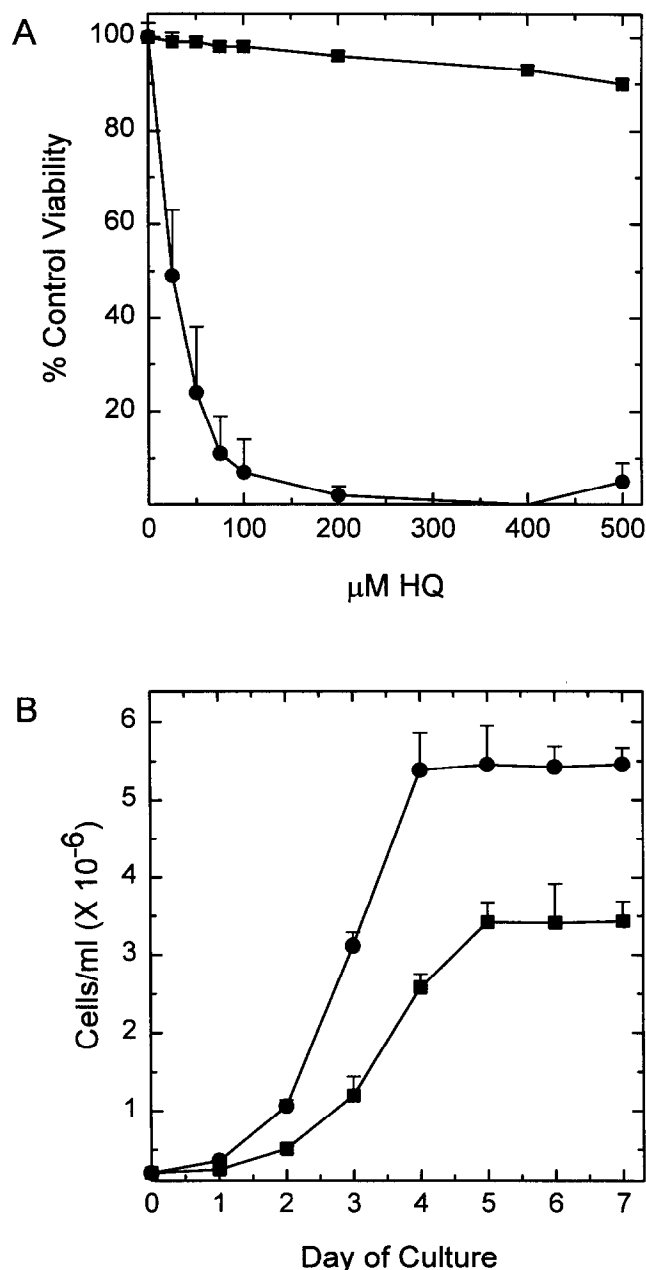 A
100
80
60
40
20
% Control Viability
0 100 200 300 400 500
μM HQ
B
6
5
4
3
2
1
Cells/ml (X 10⁻⁶)
0 1 2 3 4 5 6 7
Day of Culture